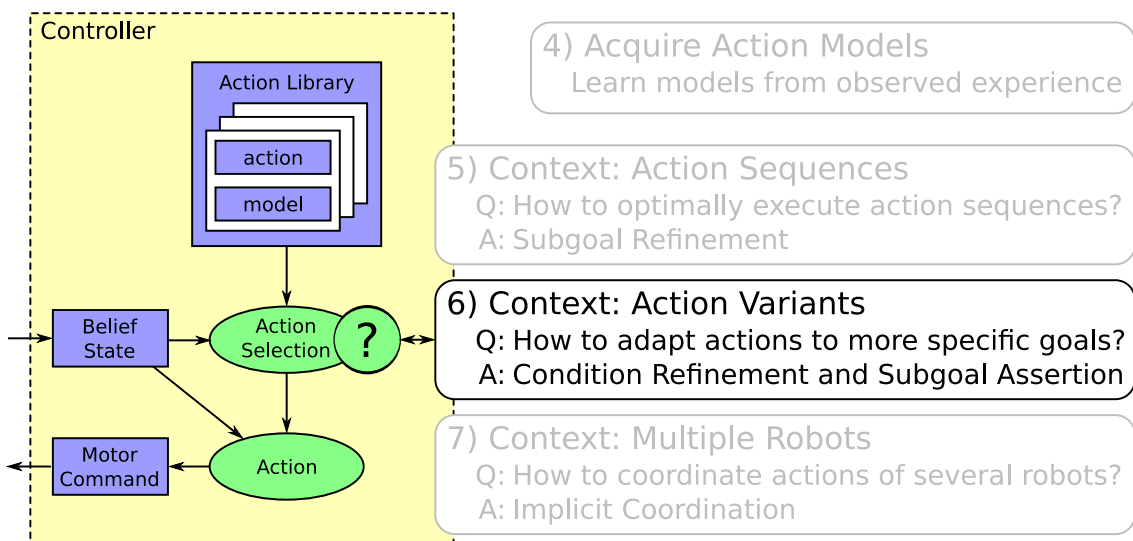 Controller
Action Library
action
model
Belief
State
Action
Selection
?
Motor
Command
Action
4) Acquire Action Models
Learn models from observed experience
5) Context: Action Sequences
Q: How to optimally execute action sequences?
A: Subgoal Refinement
6) Context: Action Variants
Q: How to adapt actions to more specific goals?
A: Condition Refinement and Subgoal Assertion
7) Context: Multiple Robots
Q: How to coordinate actions of several robots?
A: Implicit Coordination